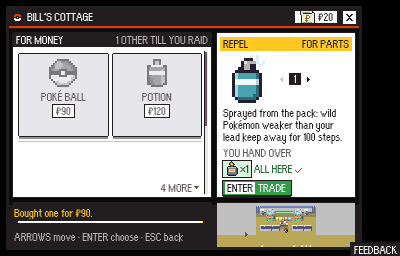 BILL'S COTTAGE
₽20
FOR MONEY
1 OTHER TILL YOU RAID
POKÉ BALL
₽90
POTION
₽120
4 MORE
Bought one for ₽90.
ARROWS move · ENTER choose · ESC back
REPEL
FOR PARTS
1
Sprayed from the pack: wild
Pokémon weaker than your
lead keep away for 100 steps.
YOU HAND OVER
×1 ALL HERE
ENTER TRADE
FEEDBACK